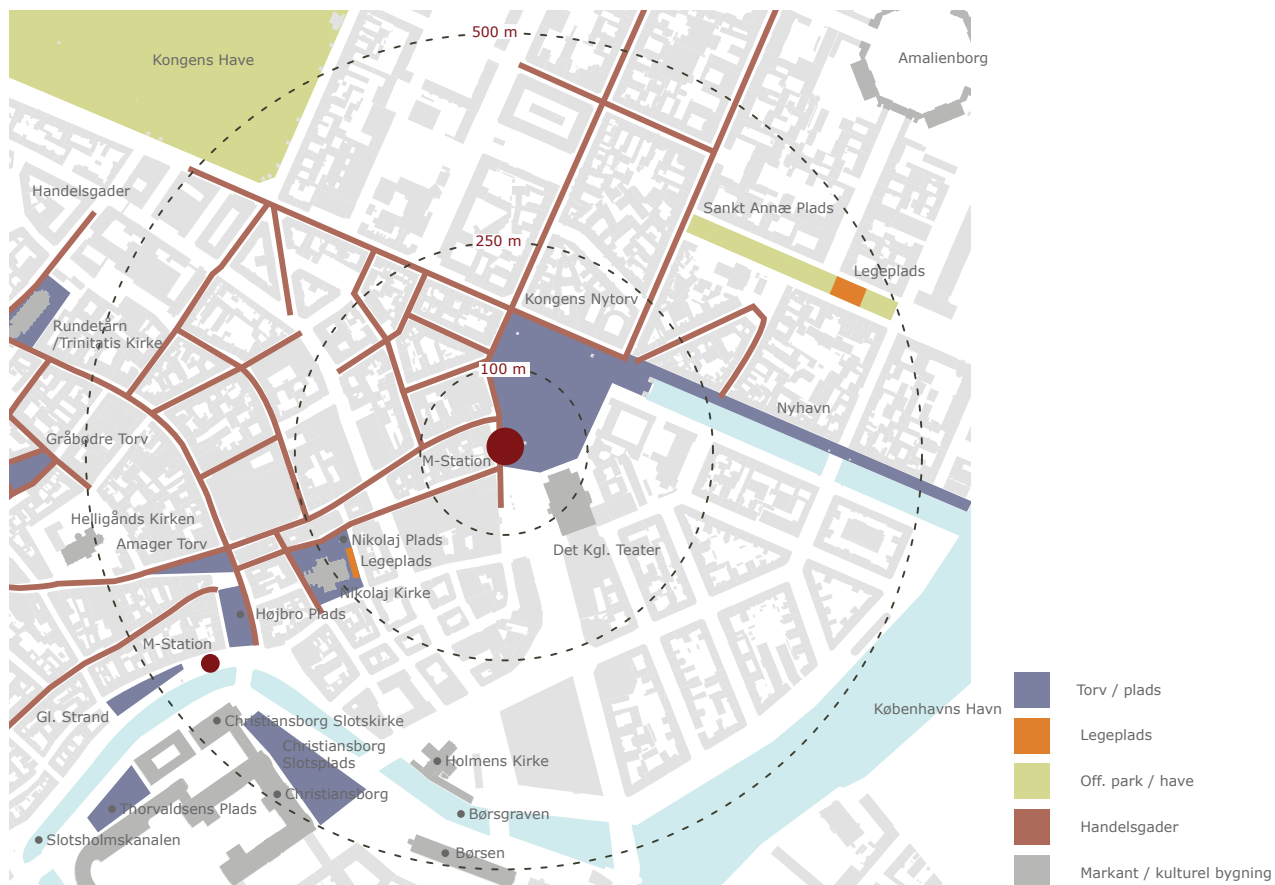 500 m
Kongens Have
Amalienborg
Handelsgader
Sankt Annæ Plads
250 m
Legeplads
Kongens Nytorv
Rundetårn
/Trinitatis Kirke
100 m
Nyhavn
Gråbødre Torv
M-Station
Helligånds Kirken
Amager Torv
Nikolaj Plads
Det Kgl. Teater
Legeplads
Nikolaj Kirke
Højbro Plads
M-Station
Gl. Strand
Københavns Havn
Christiansborg Slotskirke
Christiansborg
Slotsplads
Holmens Kirke
Christiansborg
Thorvaldsens Plads
Børsgraven
Slotsholmskanalen
Børsen
Torv / plads
Legeplads
Off. park / have
Handelsgader
Markant / kulturel bygning